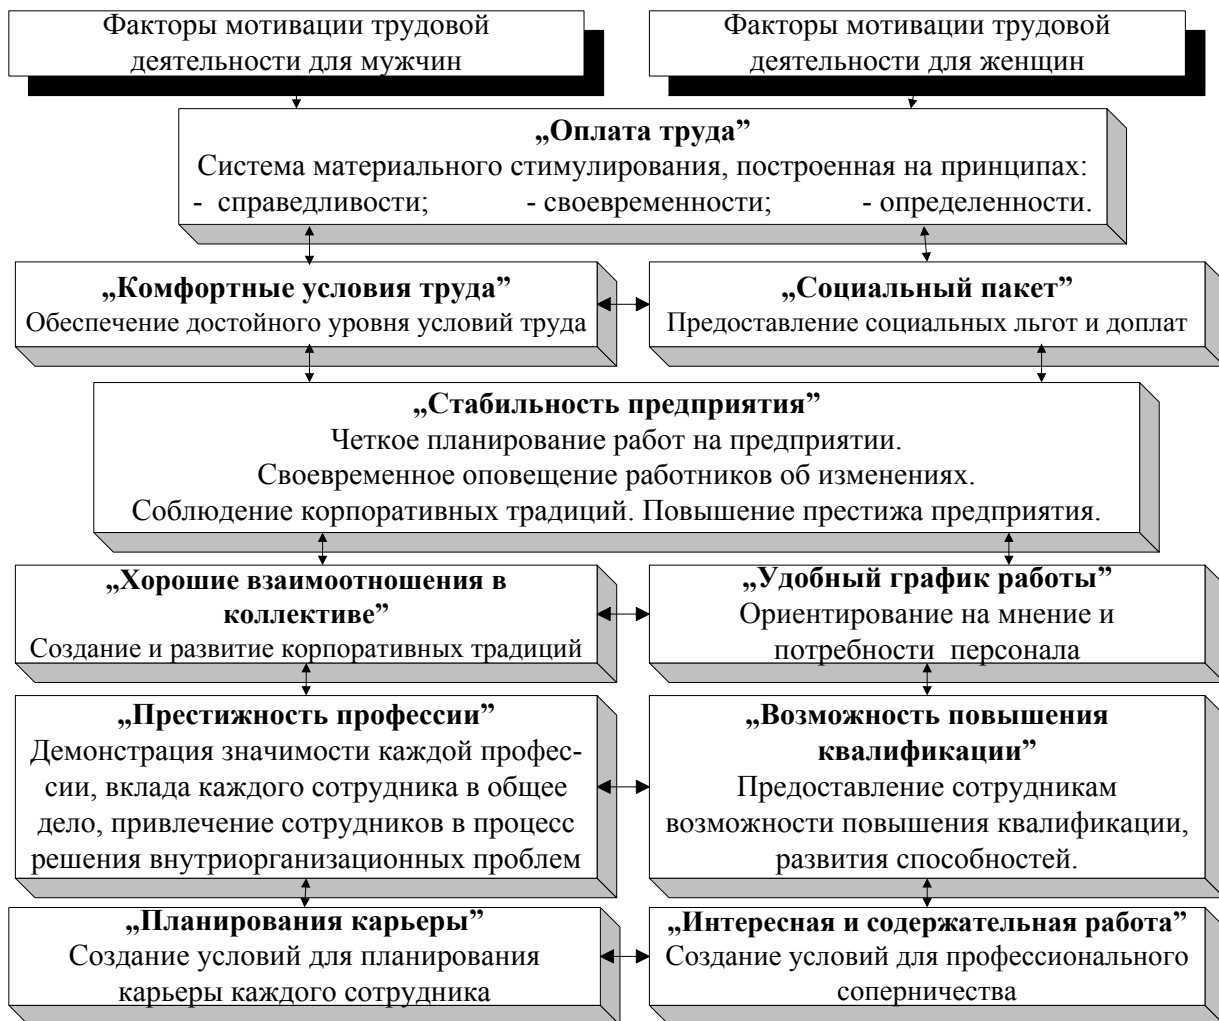 Факторы мотивации трудовой
деятельности для мужчин
Факторы мотивации трудовой
деятельности для женщин
„Оплата труда”
Система материального стимулирования, построенная на принципах:
- справедливости; - своевременности; - определенности.
„Комфортные условия труда”
Обеспечение достойного уровня условий труда
„Социальный пакет”
Предоставление социальных льгот и доплат
„Стабильность предприятия”
Четкое планирование работ на предприятии.
Своевременное оповещение работников об изменениях.
Соблюдение корпоративных традиций. Повышение престижа предприятия.
„Хорошие взаимоотношения в
коллективе”
Создание и развитие корпоративных традиций
„Удобный график работы”
Ориентирование на мнение и
потребности персонала
„Престижность профессии”
Демонстрация значимости каждой профес-
сии, вклада каждого сотрудника в общее
дело, привлечение сотрудников в процесс
решения внутриорганизационных проблем
„Возможность повышения
квалификации”
Предоставление сотрудникам
возможности повышения квалификации,
развития способностей.
„Планирования карьеры”
Создание условий для планирования
карьеры каждого сотрудника
„Интересная и содержательная работа”
Создание условий для профессионального
соперничества